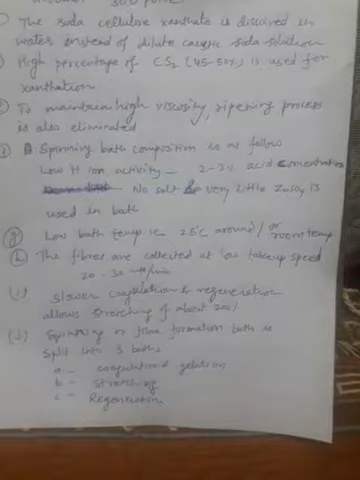 The soda cellulose xanthate is dissolved in
water instead of dilute caustic soda solution
High percentage of CS2 (45-50%) is used for
xanthation
To maintain high viscosity, ripening process
is also eliminated
Spinning bath composition is as follow
Low H ion activity - 2-3% acid concentration
No salt & very little ZnSO4 is
used in bath
(g) Low bath temp ie 25°C around / or room temp
(h) The fibres are collected at low takeup speed
20 - 30 mt/min
(i) Slower coagulation & regeneration
allows stretching of about 200%
(j) Spinning or fibre formation bath is
split into 3 baths
a - coagulation gelation
b - stretching
c - Regeneration